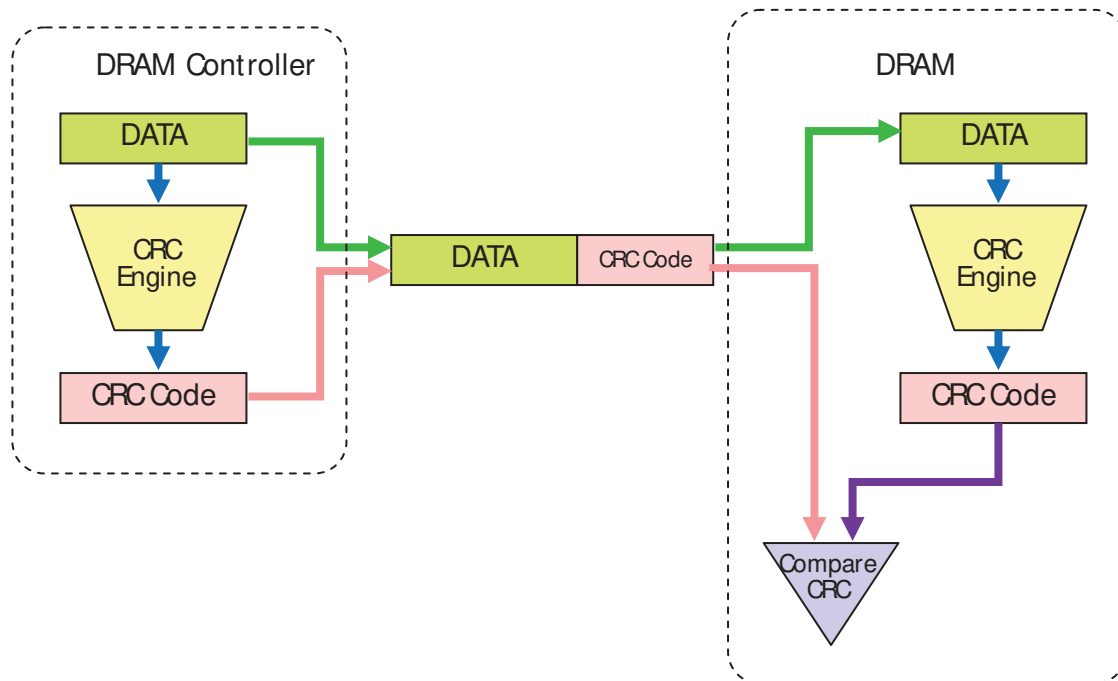 DRAM Controller
DATA
CRC
Engine
CRC Code
DATA
CRC Code
DRAM
DATA
CRC
Engine
CRC Code
Compare
CRC